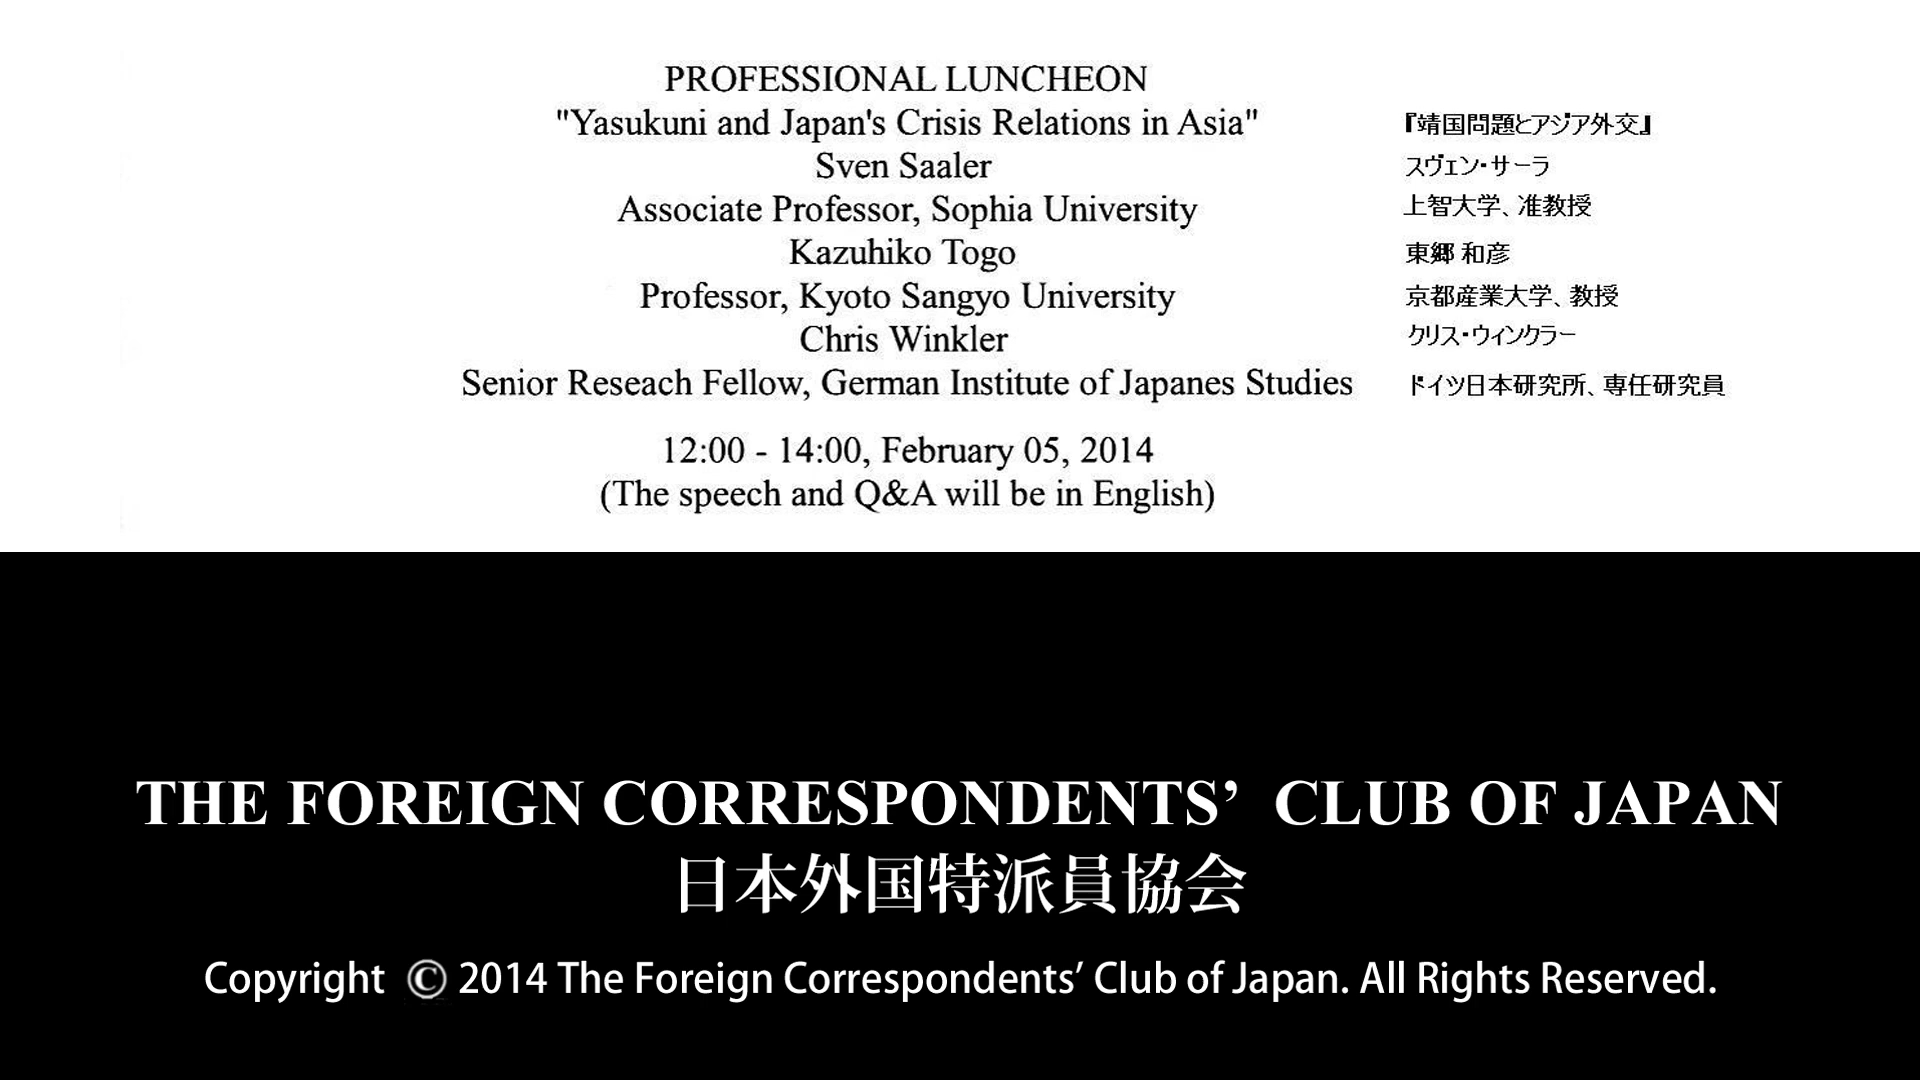 PROFESSIONAL LUNCHEON
"Yasukuni and Japan's Crisis Relations in Asia"
『靖国問題とアジア外交』
Sven Saaler
スヴェン・サーラ
Associate Professor, Sophia University
上智大学、准教授
Kazuhiko Togo
東郷 和彦
Professor, Kyoto Sangyo University
京都産業大学、教授
Chris Winkler
クリス・ウィンクラー
Senior Reseach Fellow, German Institute of Japanes Studies
ドイツ日本研究所、専任研究員
12:00 - 14:00, February 05, 2014
(The speech and Q&A will be in English)
THE FOREIGN CORRESPONDENTS’ CLUB OF JAPAN
日本外国特派員協会
Copyright © 2014 The Foreign Correspondents’ Club of Japan. All Rights Reserved.